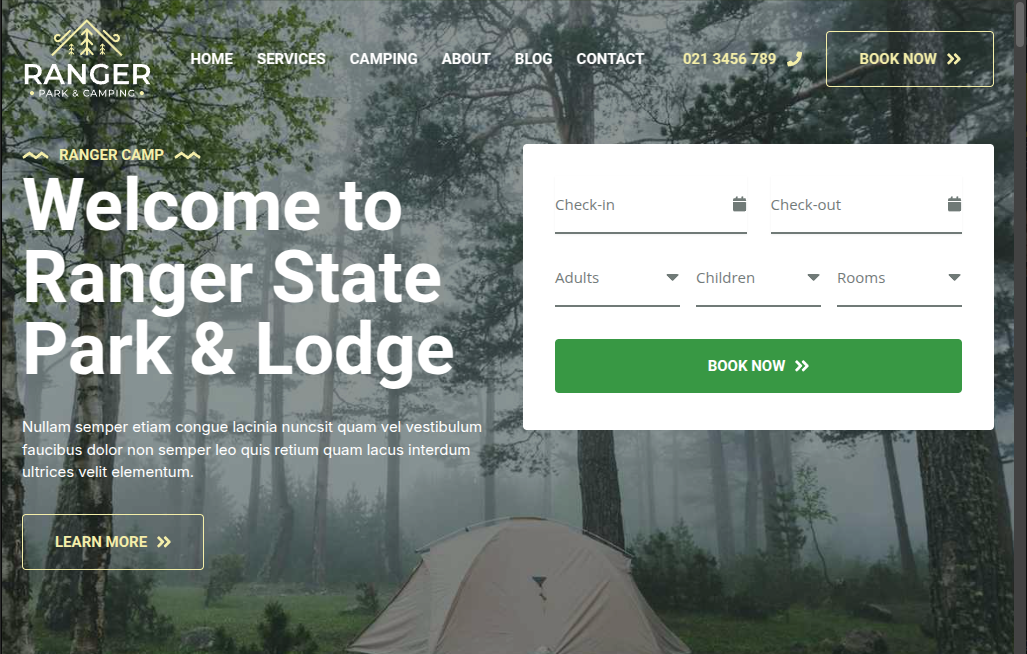 RANGER
• PARK & CAMPING •
HOME SERVICES CAMPING ABOUT BLOG CONTACT 021 3456 789 BOOK NOW
RANGER CAMP
Welcome to
Ranger State
Park & Lodge
Nullam semper etiam congue lacinia nuncsit quam vel vestibulum
faucibus dolor non semper leo quis retium quam lacus interdum
ultrices velit elementum.
LEARN MORE
Check-in Check-out
Adults Children Rooms
BOOK NOW